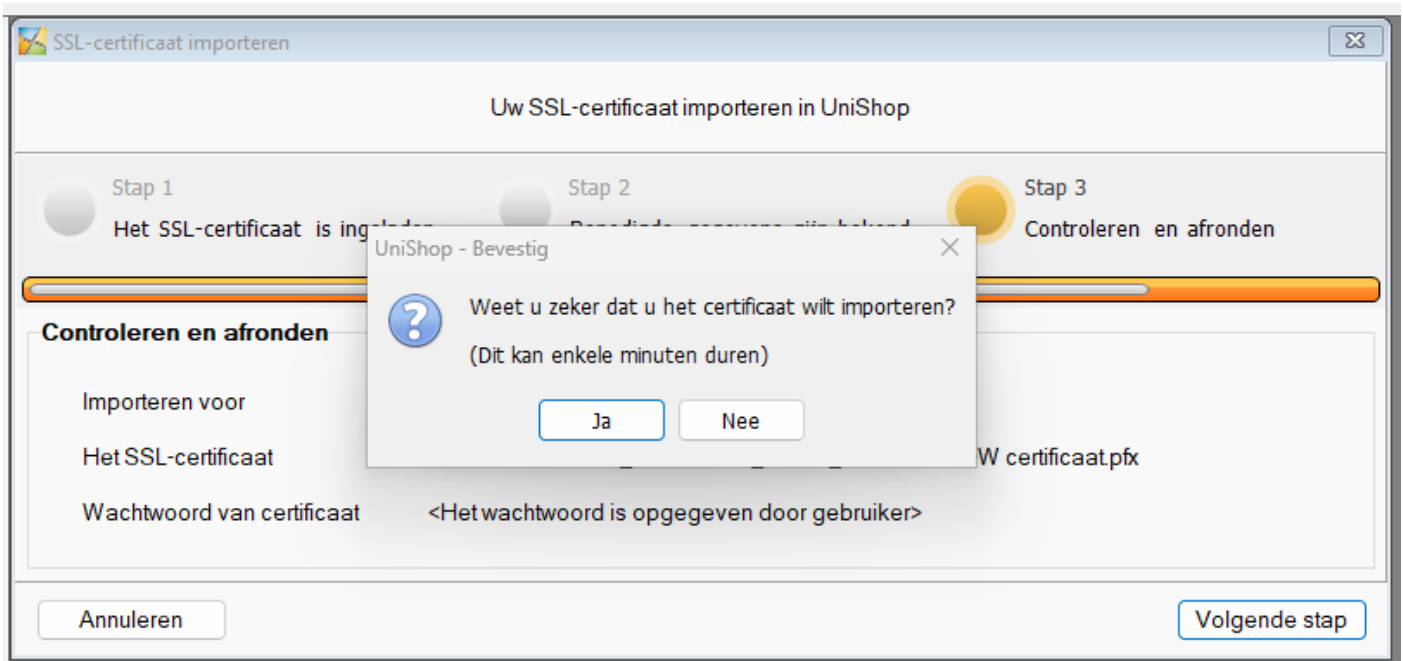 SSL-certificaat importeren
Uw SSL-certificaat importeren in UniShop
Stap 1
Stap 2
Stap 3
Het SSL-certificaat is
Controleren en afronden
UniShop - Bevestig
Weet u zeker dat u het certificaat wilt importeren?
(Dit kan enkele minuten duren)
Ja
Nee
Controleren en afronden
Importeren voor
Het SSL-certificaat
W certificaat.pfx
Wachtwoord van certificaat
<Het wachtwoord is opgegeven door gebruiker>
Annuleren
Volgende stap